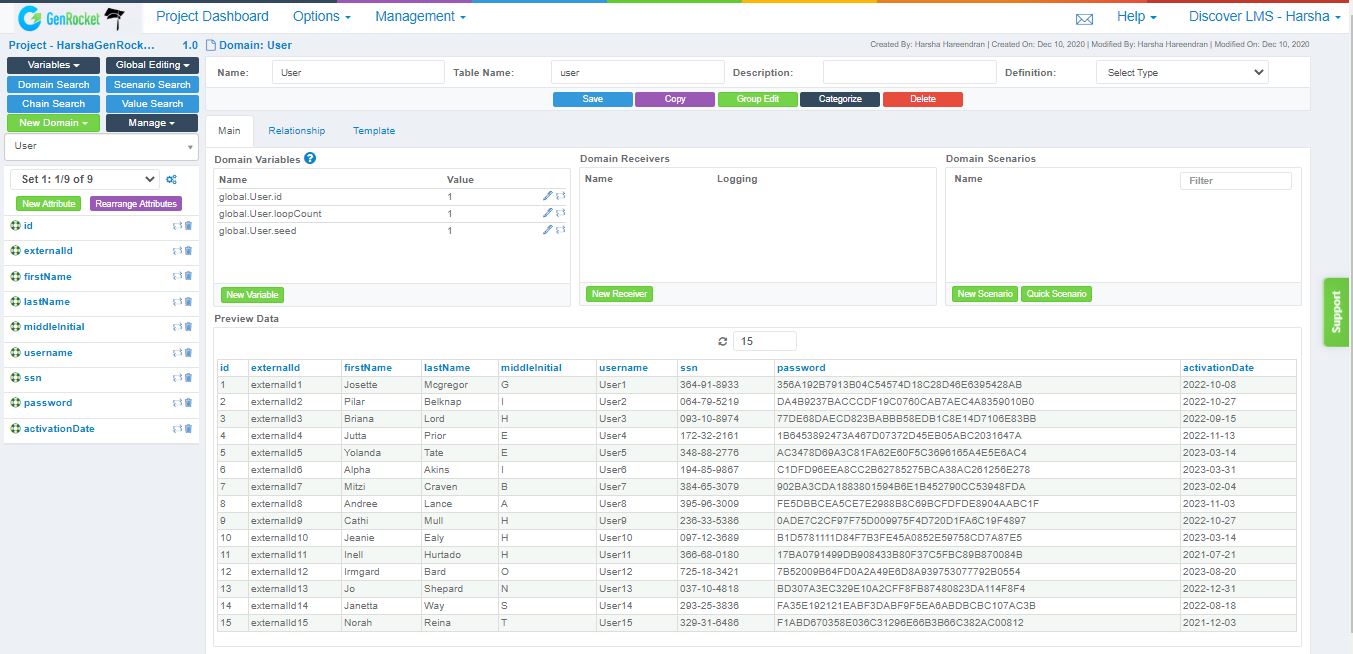 GenRocket Project Dashboard Options Management Help Discover LMS - Harsha
Project - HarshaGenRock... 1.0 Domain: User Created By: Harsha Hareendran | Created On: Dec 10, 2020 | Modified By: Harsha Hareendran | Modified On: Dec 10, 2020
Variables Global Editing
Domain Search Scenario Search
Chain Search Value Search
New Domain Manage
User
Set 1: 1/9 of 9
New Attribute Rearrange Attributes
id
externalId
firstName
lastName
middleInitial
username
ssn
password
activationDate
Name: User Table Name: user Description: Definition: Select Type
Save Copy Group Edit Categorize Delete
Main Relationship Template
Domain Variables ?
Name Value
global.User.id 1
global.User.loopCount 1
global.User.seed 1
New Variable
Domain Receivers
Name Logging
New Receiver
Domain Scenarios
Name Filter
New Scenario Quick Scenario
Support
Preview Data
15
id externalId firstName lastName middleInitial username ssn password activationDate
1 externalId1 Josette Mcgregor G User1 364-91-8933 356A192B7913B04C54574D18C28D46E6395428AB 2022-10-08
2 externalId2 Pilar Belknap I User2 064-79-5219 DA4B9237BACCCDF19C0760CAB7AEC4A8359010B0 2022-10-27
3 externalId3 Briana Lord H User3 093-10-8974 77DE68DAECD823BABBB58EDB1C8E14D7106E83BB 2022-09-15
4 externalId4 Jutta Prior E User4 172-32-2161 1B6453892473A467D07372D45EB05ABC2031647A 2022-11-13
5 externalId5 Yolanda Tate E User5 348-88-2776 AC3478D69A3C81FA62E60F5C3696165A4E5E6AC4 2023-03-14
6 externalId6 Alpha Akins I User6 194-85-9867 C1DFD96EEA8CC2B62785275BCA38AC261256E278 2023-03-31
7 externalId7 Mitzi Craven B User7 384-65-3079 902BA3CDA1883801594B6E1B452790CC53948FDA 2023-02-04
8 externalId8 Andree Lance A User8 395-96-3009 FE5DBBCEA5CE7E2988B8C69BCFDFDE8904AABC1F 2023-11-03
9 externalId9 Cathi Mull H User9 236-33-5386 0ADE7C2CF97F75D009975F4D720D1FA6C19F4897 2022-10-27
10 externalId10 Jeanie Ealy H User10 097-12-3689 B1D5781111D84F7B3FE45A0852E59758CD7A87E5 2023-03-14
11 externalId11 Inell Hurtado H User11 366-68-0180 17BA0791499DB908433B80F37C5FBC89B870084B 2021-07-21
12 externalId12 Irmgard Bard O User12 725-18-3421 7B52009B64FD0A2A49E6D8A939753077792B0554 2023-08-20
13 externalId13 Jo Shepard N User13 037-10-4818 BD307A3EC329E10A2CFF8FB87480823DA114F8F4 2022-12-31
14 externalId14 Janetta Way S User14 293-25-3836 FA35E192121EABF3DABF9F5EA6ABDBCBC107AC3B 2022-08-18
15 externalId15 Norah Reina T User15 329-31-6486 F1ABD670358E036C31296E66B3B66C382AC00812 2021-12-03